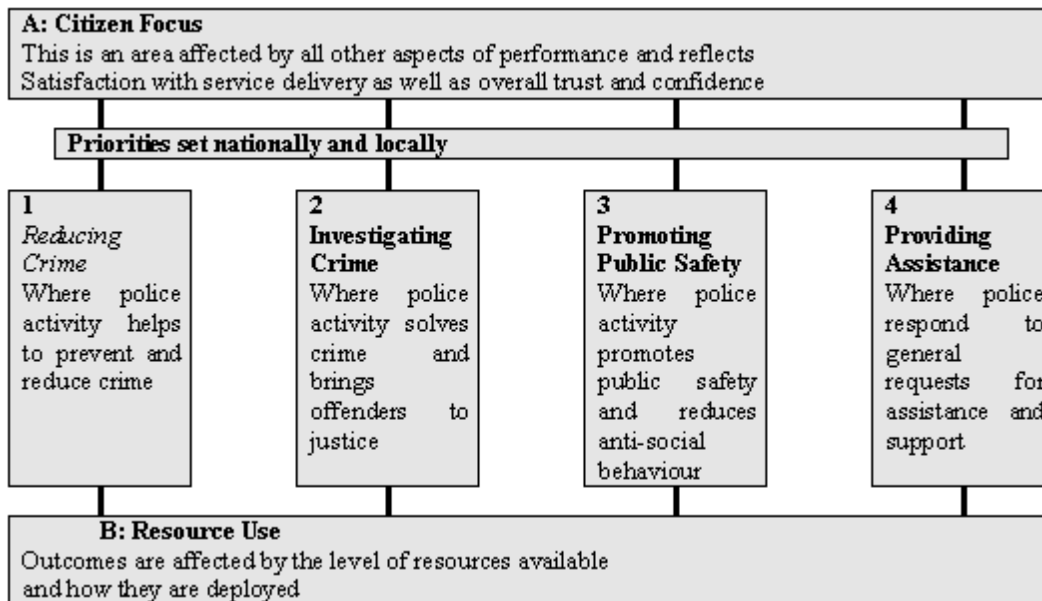 A: Citizen Focus
This is an area affected by all other aspects of performance and reflects
Satisfaction with service delivery as well as overall trust and confidence
Priorities set nationally and locally
1
Reducing
Crime
Where police
activity helps
to prevent and
reduce crime
2
Investigating
Crime
Where police
activity solves
crime and
brings
offenders to
justice
3
Promoting
Public Safety
Where police
activity
promotes
public safety
and reduces
anti-social
behaviour
4
Providing
Assistance
Where police
respond to
general
requests for
assistance and
support
B: Resource Use
Outcomes are affected by the level of resources available
and how they are deployed